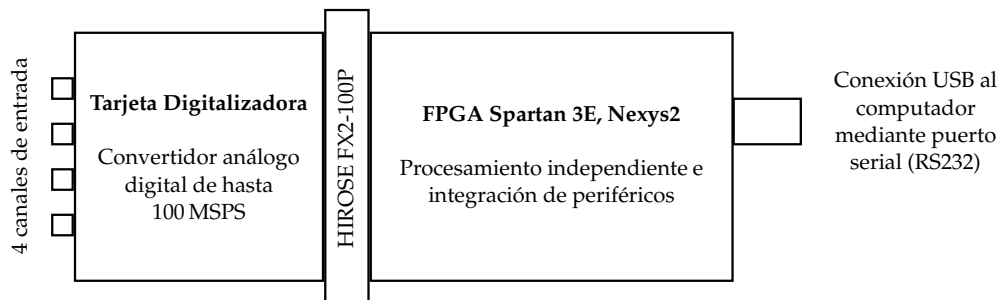 4 canales de entrada
Tarjeta Digitalizadora
Convertidor análogo
digital de hasta
100 MSPS
HIROSE FX2-100P
FPGA Spartan 3E, Nexys2
Procesamiento independiente e
integración de periféricos
Conexión USB al
computador
mediante puerto
serial (RS232)